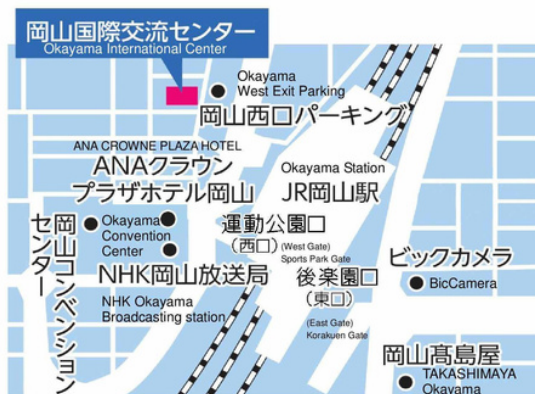 岡山国際交流センター
Okayama International Center
Okayama
West Exit Parking
岡山西口パーキング
ANA CROWNE PLAZA HOTEL
ANAクラウン
プラザホテル岡山
Okayama Station
JR岡山駅
岡山コンベンション
センター
Okayama
Convention
Center
運動公園口
(西口)
(West Gate)
Sports Park Gate
NHK岡山放送局
NHK Okayama
Broadcasting station
後楽園口
(東口)
(East Gate)
Korakuen Gate
ビックカメラ
BicCamera
岡山髙島屋
TAKASHIMAYA
Okayama